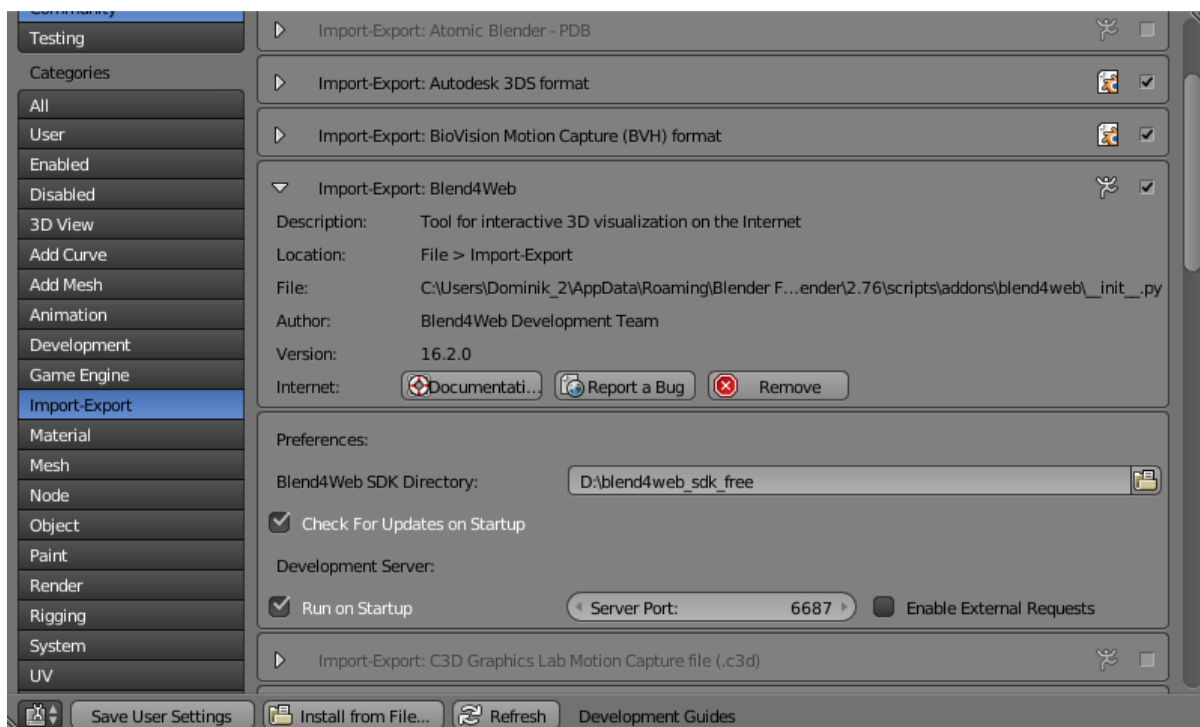 Community
Testing
Categories
All
User
Enabled
Disabled
3D View
Add Curve
Add Mesh
Animation
Development
Game Engine
Import-Export
Material
Mesh
Node
Object
Paint
Render
Rigging
System
UV
Import-Export: Atomic Blender - PDB
Import-Export: Autodesk 3DS format
Import-Export: BioVision Motion Capture (BVH) format
Import-Export: Blend4Web
Description: Tool for interactive 3D visualization on the Internet
Location: File > Import-Export
File: C:\Users\Dominik_2\AppData\Roaming\Blender F...ender\2.76\scripts\addons\blend4web\__init__.py
Author: Blend4Web Development Team
Version: 16.2.0
Internet: Documentati... Report a Bug Remove
Preferences:
Blend4Web SDK Directory: D:\blend4web_sdk_free
Check For Updates on Startup
Development Server:
Run on Startup Server Port: 6687 Enable External Requests
Import-Export: C3D Graphics Lab Motion Capture file (.c3d)
Save User Settings Install from File... Refresh Development Guides